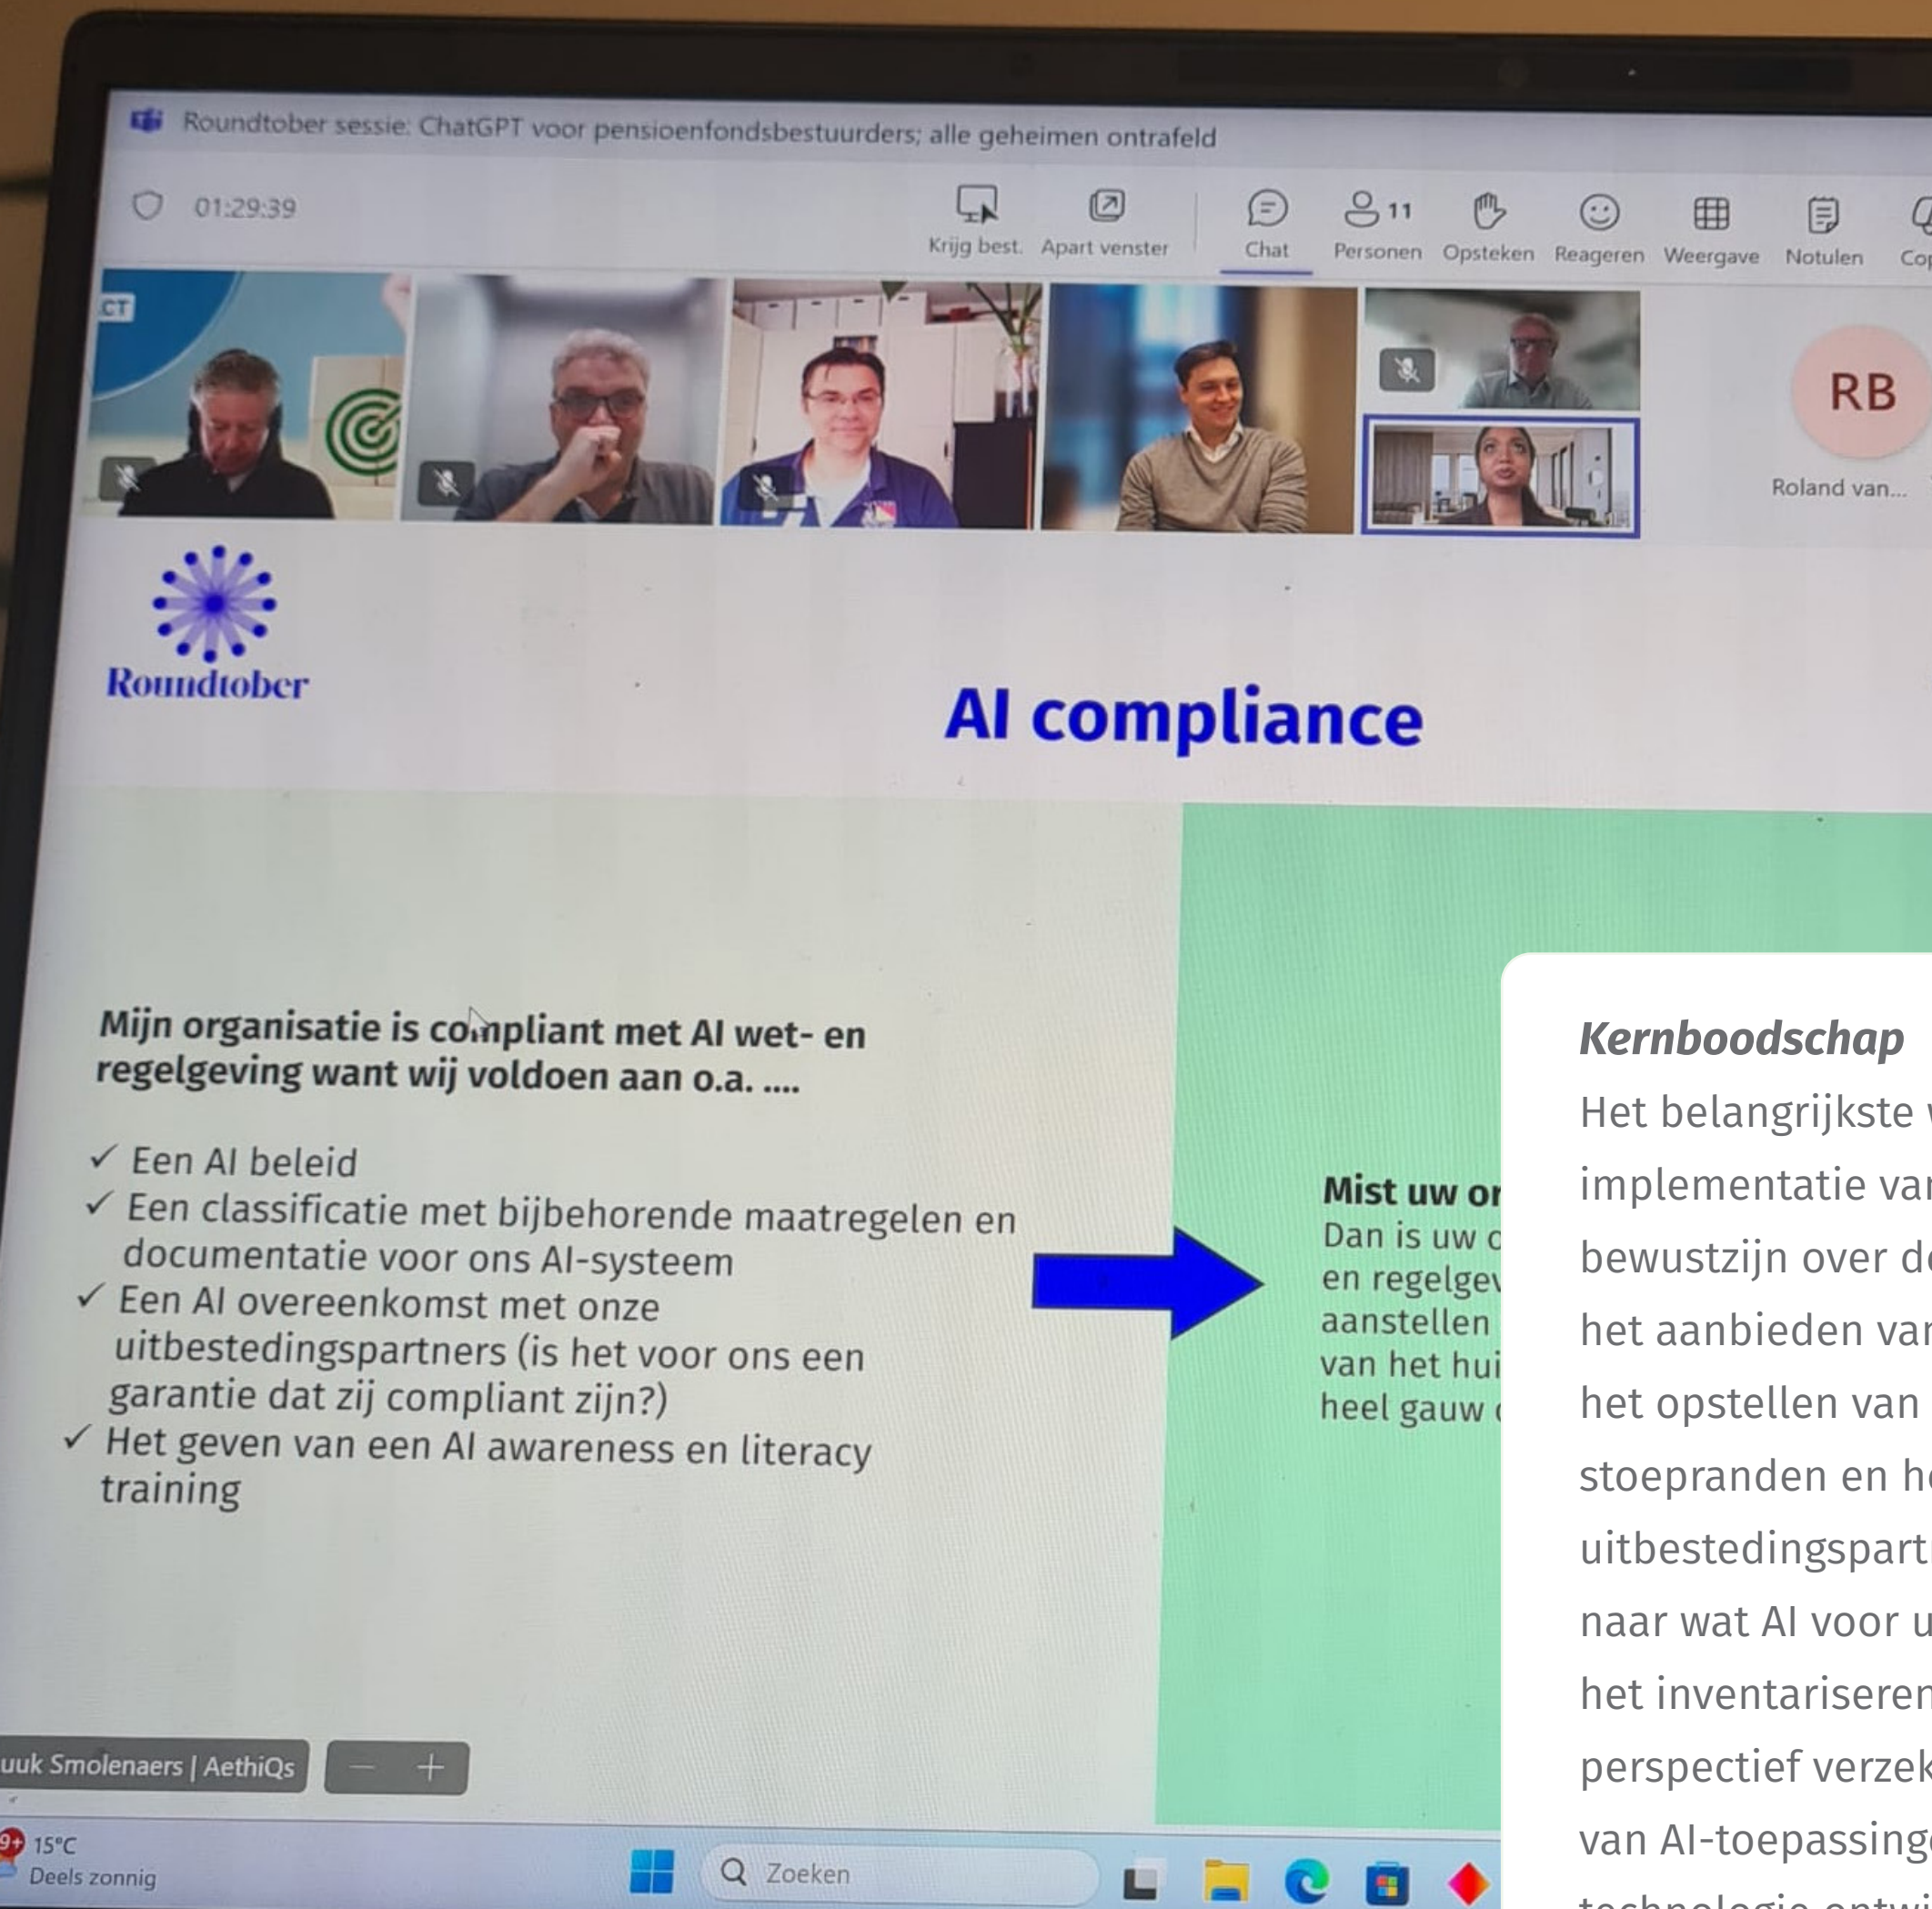 Roundtober sessie: ChatGPT voor pensioenfondsbestuurders; alle geheimen ontrafeld
01:29:39
Krijg best.
Apart venster
Chat
Personen
11
Opsteken
Reageren
Weergave
Notulen
CT
RB
Roland van...
Roundtober
AI compliance
Mijn organisatie is compliant met AI wet- en
regelgeving want wij voldoen aan o.a. ....
✓ Een AI beleid
✓ Een classificatie met bijbehorende maatregelen en
documentatie voor ons AI-systeem
✓ Een AI overeenkomst met onze
uitbestedingspartners (is het voor ons een
garantie dat zij compliant zijn?)
✓ Het geven van een AI awareness en literacy
training
Mist uw
Dan is uw
en
aanstellen
van het
heel gauw
Kernboodschap
Het belangrijkste
implementatie
bewustzijn over
het aanbieden
het opstellen van
stoepranden en
naar wat AI voor
het
perspectief
van
uuk Smolenaers | AethiQs
9+
15°C
Deels zonnig
Zoeken